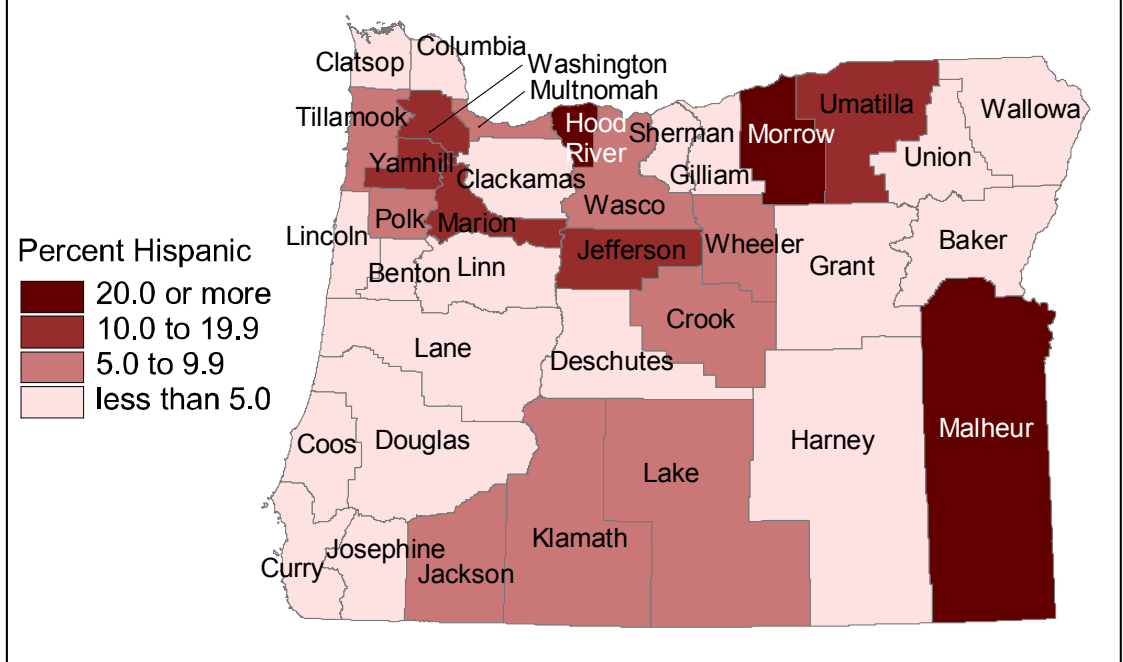 Columbia
Clatsop
Washington
Multnomah
Tillamook
Hood
River
Sherman
Morrow
Umatilla
Wallowa
Union
Yamhill
Clackamas
Gilliam
Wasco
Polk
Marion
Lincoln
Jefferson
Wheeler
Baker
Benton
Linn
Grant
Percent Hispanic
20.0 or more
10.0 to 19.9
5.0 to 9.9
less than 5.0
Crook
Lane
Deschutes
Coos
Douglas
Harney
Malheur
Lake
Klamath
Josephine
Curry
Jackson